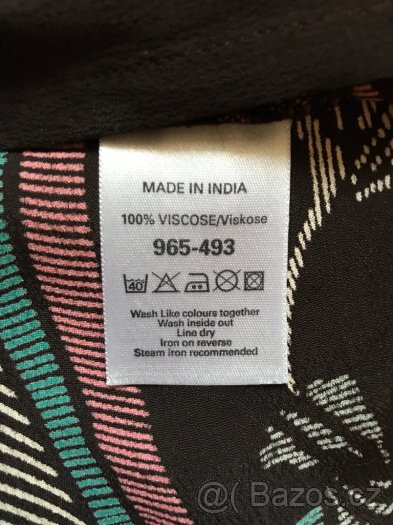 MADE IN INDIA
100% VISCOSE/Viskose
965-493
40
Wash Like colours together
Wash inside out
Line dry
Iron on reverse
Steam iron recommended
Bazos.cz